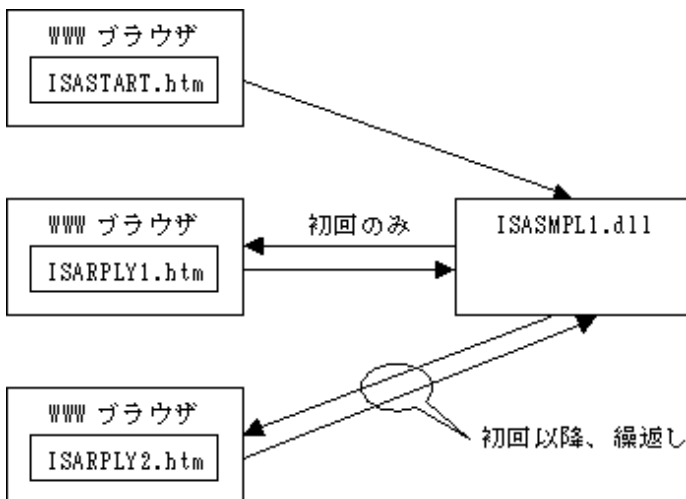 WWW ブラウザ
ISASTART.htm
WWW ブラウザ
ISARPLY1.htm
初回のみ
ISASMPL1.dll
WWW ブラウザ
ISARPLY2.htm
初回以降、繰返し